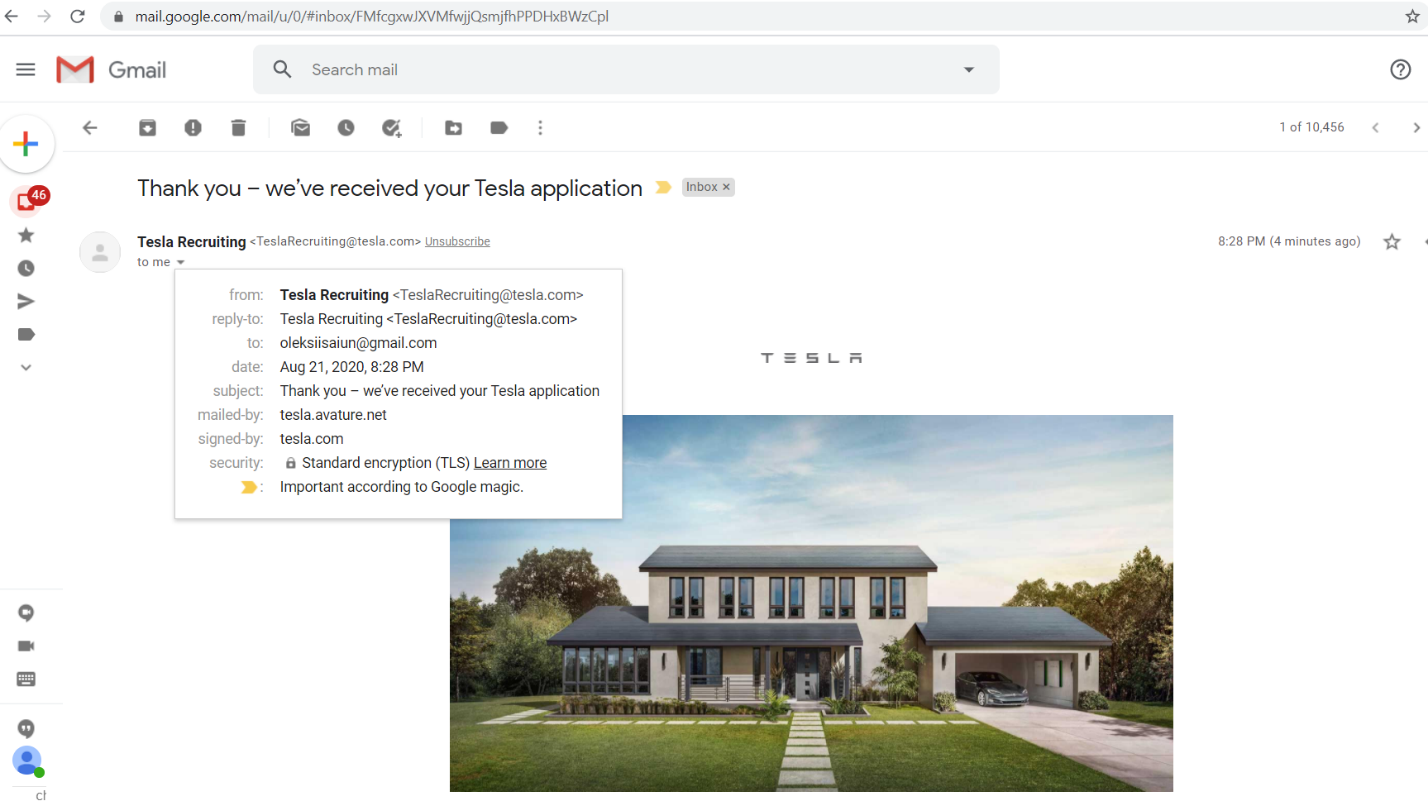 mail.google.com/mail/u/0/#inbox/FMfcgxwJXVMfwjjQsmjfhPPDHxBWzCpl
Gmail
Search mail
1 of 10,456
46
Thank you – we’ve received your Tesla application
Inbox ×
Tesla Recruiting <TeslaRecruiting@tesla.com> Unsubscribe
8:28 PM (4 minutes ago)
to me
from: Tesla Recruiting <TeslaRecruiting@tesla.com>
reply-to: Tesla Recruiting <TeslaRecruiting@tesla.com>
to: oleksiisaiun@gmail.com
date: Aug 21, 2020, 8:28 PM
subject: Thank you – we’ve received your Tesla application
mailed-by: tesla.avature.net
signed-by: tesla.com
security: Standard encryption (TLS) Learn more
: Important according to Google magic.
TESLA